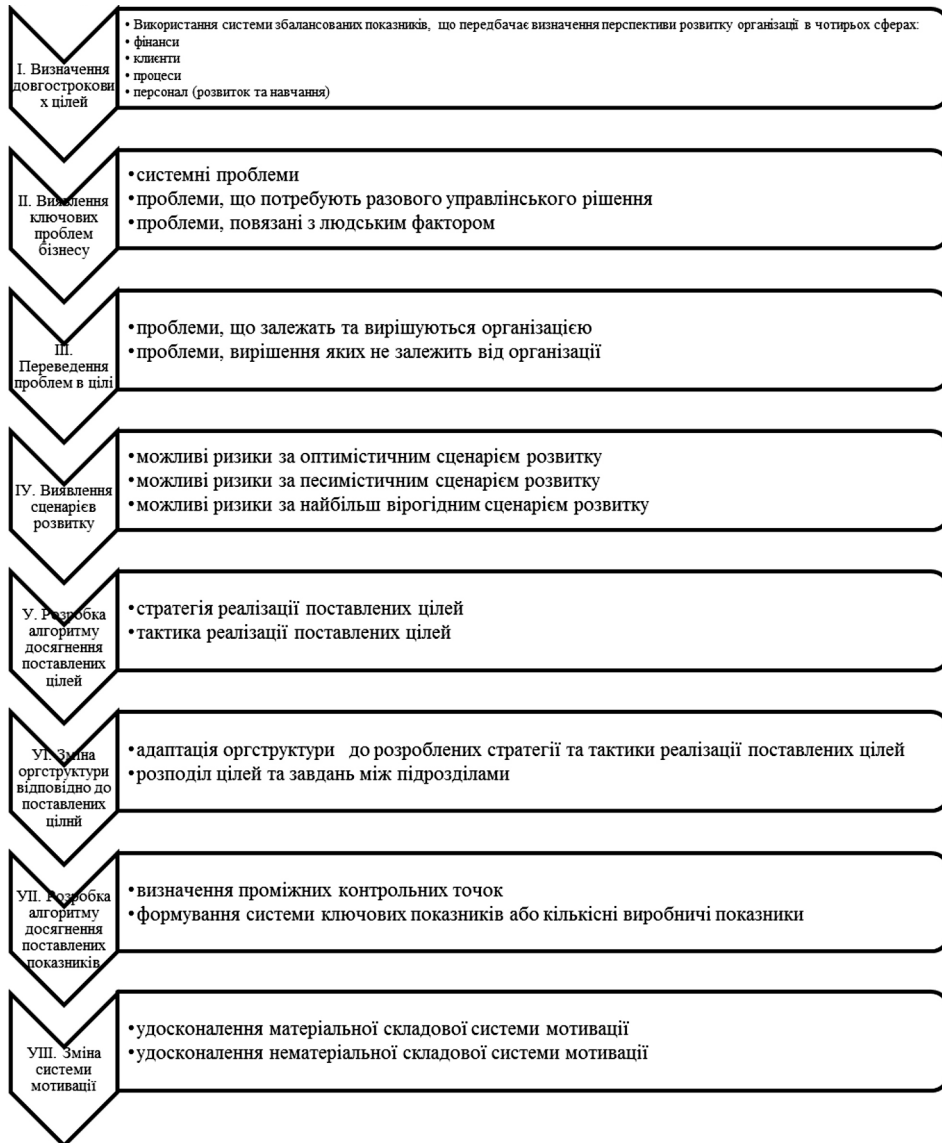 І. Визначення
довгострокови
х цілей
• Використання системи збалансованих показників, що передбачає визначення перспективи розвитку організації в чотирьох сферах:
• фінанси
• клієнти
• процеси
• персонал (розвиток та навчання)
ІІ. Виявлення
ключових
проблем
бізнесу
•системні проблеми
•проблеми, що потребують разового управлінського рішення
•проблеми, повязані з людським фактором
ІІІ.
Переведення
проблем в цілі
•проблеми, що залежать та вирішуються організацією
•проблеми, вирішення яких не залежить від організації
ІУ. Виявлення
сценарієв
розвитку
•можливі ризики за оптимістичним сценарієм розвитку
•можливі ризики за песимістичним сценарієм розвитку
•можливі ризики за найбільш вірогідним сценарієм розвитку
У. Розробка
алгоритму
досягнення
поставлених
цілей
•стратегія реалізації поставлених цілей
•тактика реалізації поставлених цілей
УІ. Зміна
оргструктури
відповідно до
поставлених
цілнй
•адаптація оргструктури до розроблених стратегії та тактики реалізації поставлених цілей
•розподіл цілей та завдань між підрозділами
УІІ. Розробка
алгоритму
досягнення
поставлених
показників
•визначення проміжних контрольних точок
•формування системи ключових показників або кількісні виробничі показники
УІІІ. Зміна
системи
мотивації
•удосконалення матеріальної складової системи мотивації
•удосконалення нематеріальної складової системи мотивації